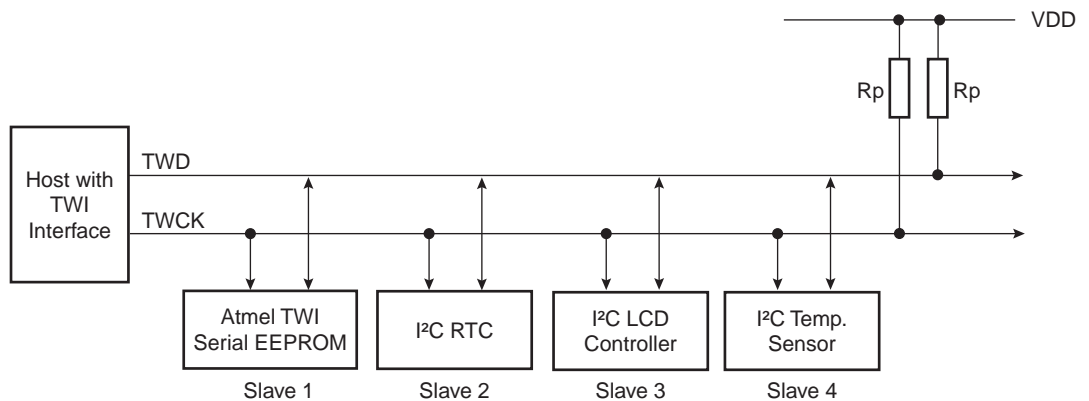 VDD
Rp Rp
Host with
TWI
Interface
TWD
TWCK
Atmel TWI
Serial EEPROM
Slave 1
I²C RTC
Slave 2
I²C LCD
Controller
Slave 3
I²C Temp.
Sensor
Slave 4